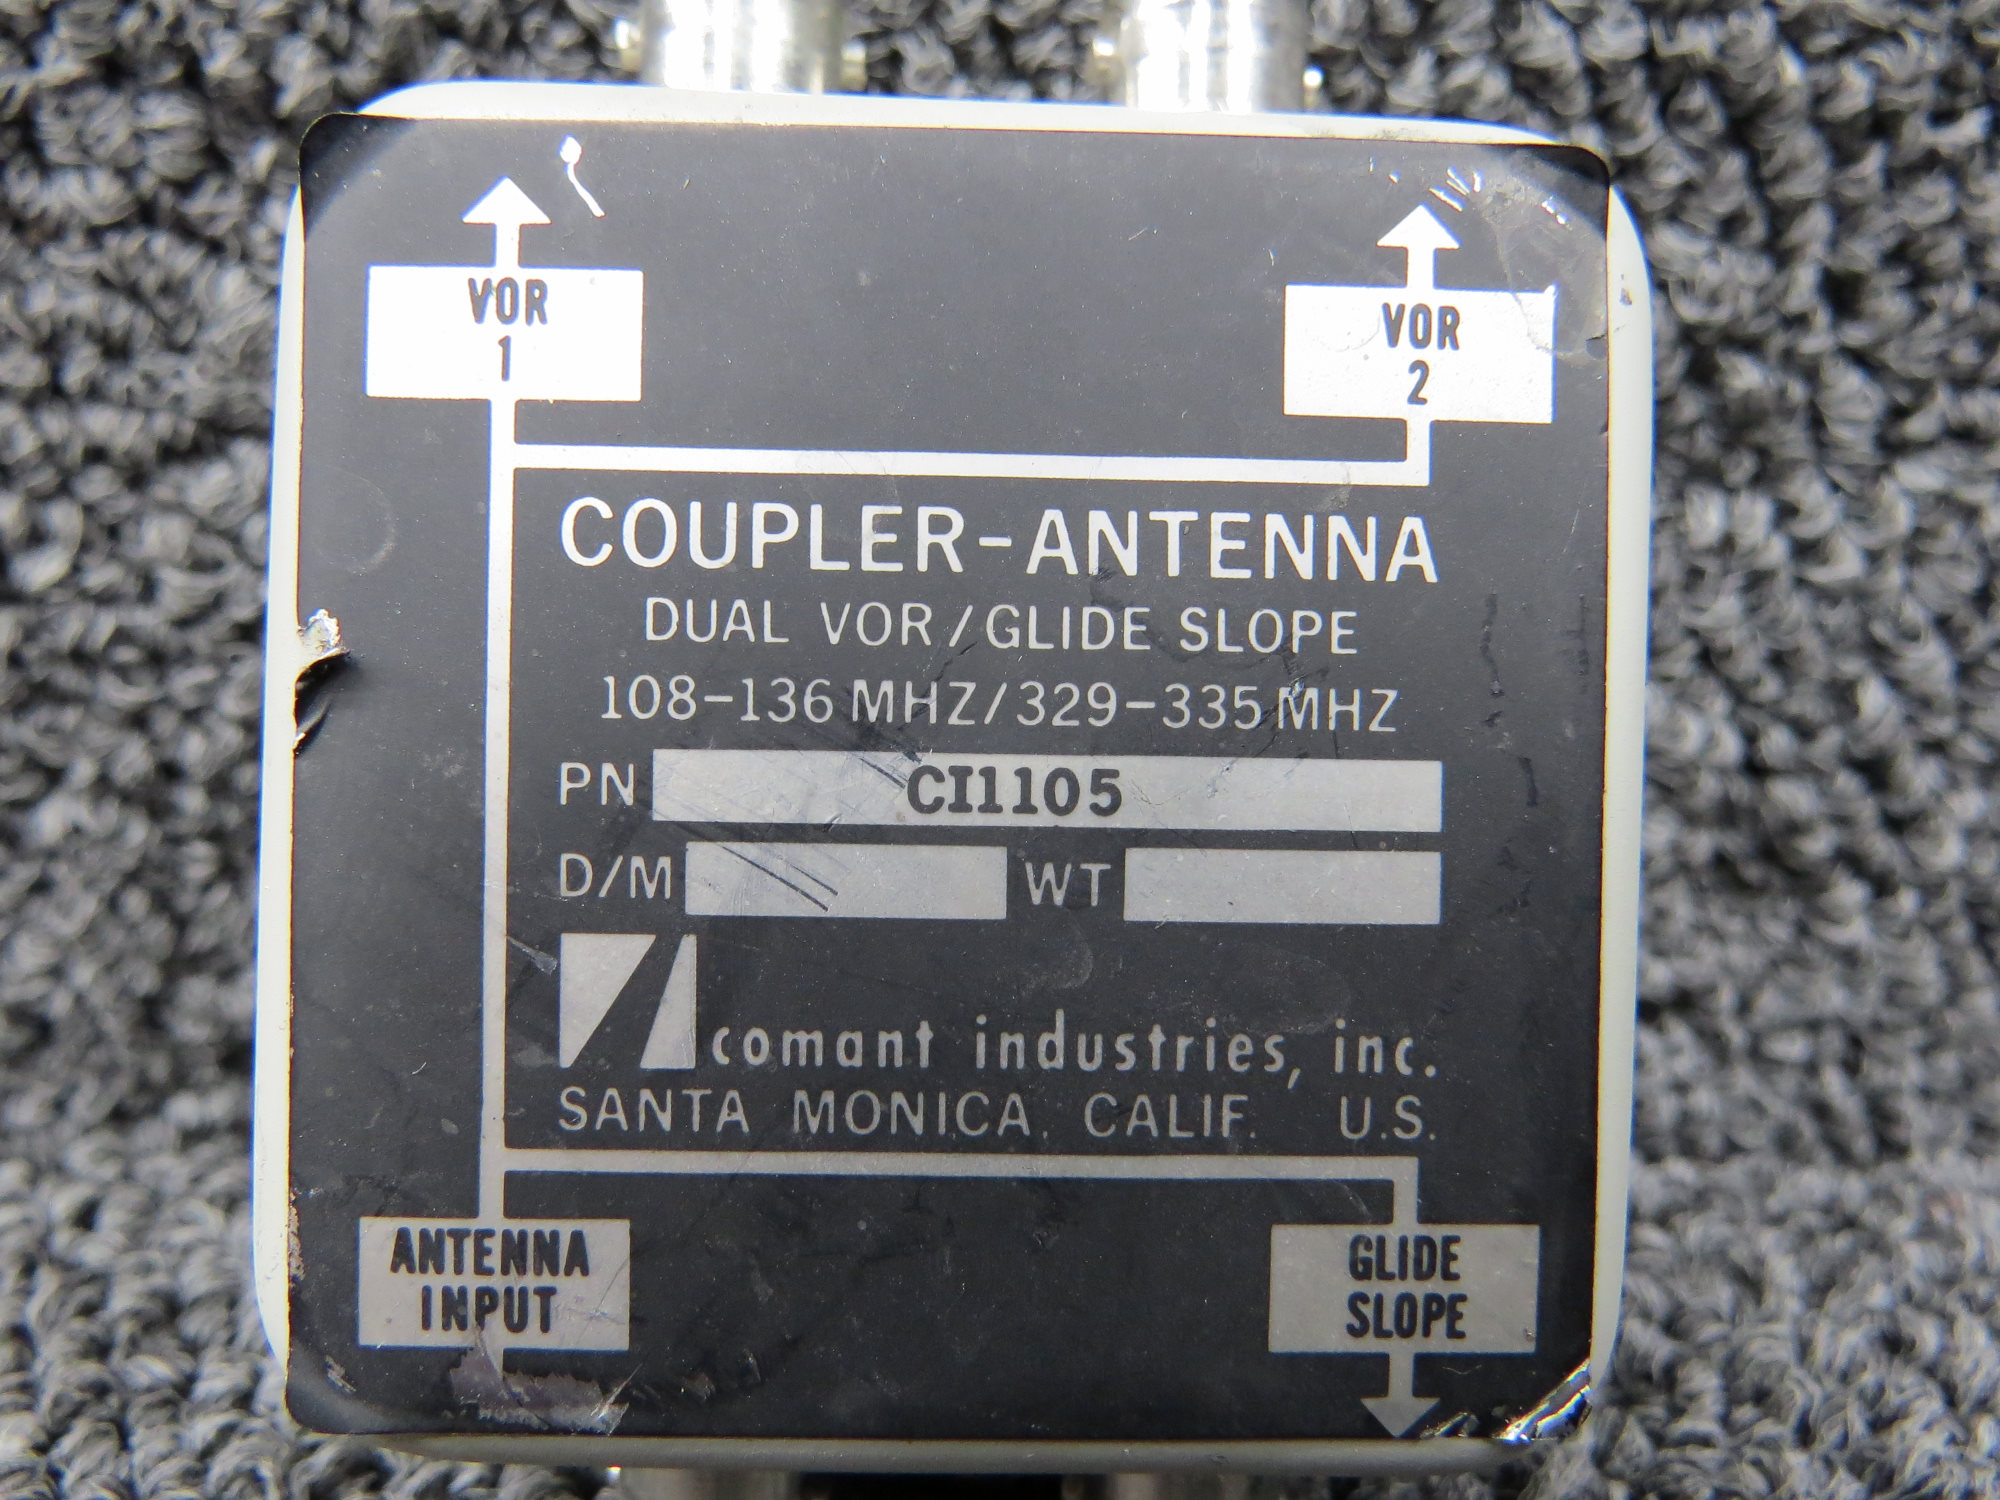 VOR
1
VOR
2
COUPLER-ANTENNA
DUAL VOR/GLIDE SLOPE
108-136 MHZ/329-335 MHZ
PN CI1105
D/M WT
comant industries, inc.
SANTA MONICA, CALIF. U.S.
ANTENNA
INPUT
GLIDE
SLOPE